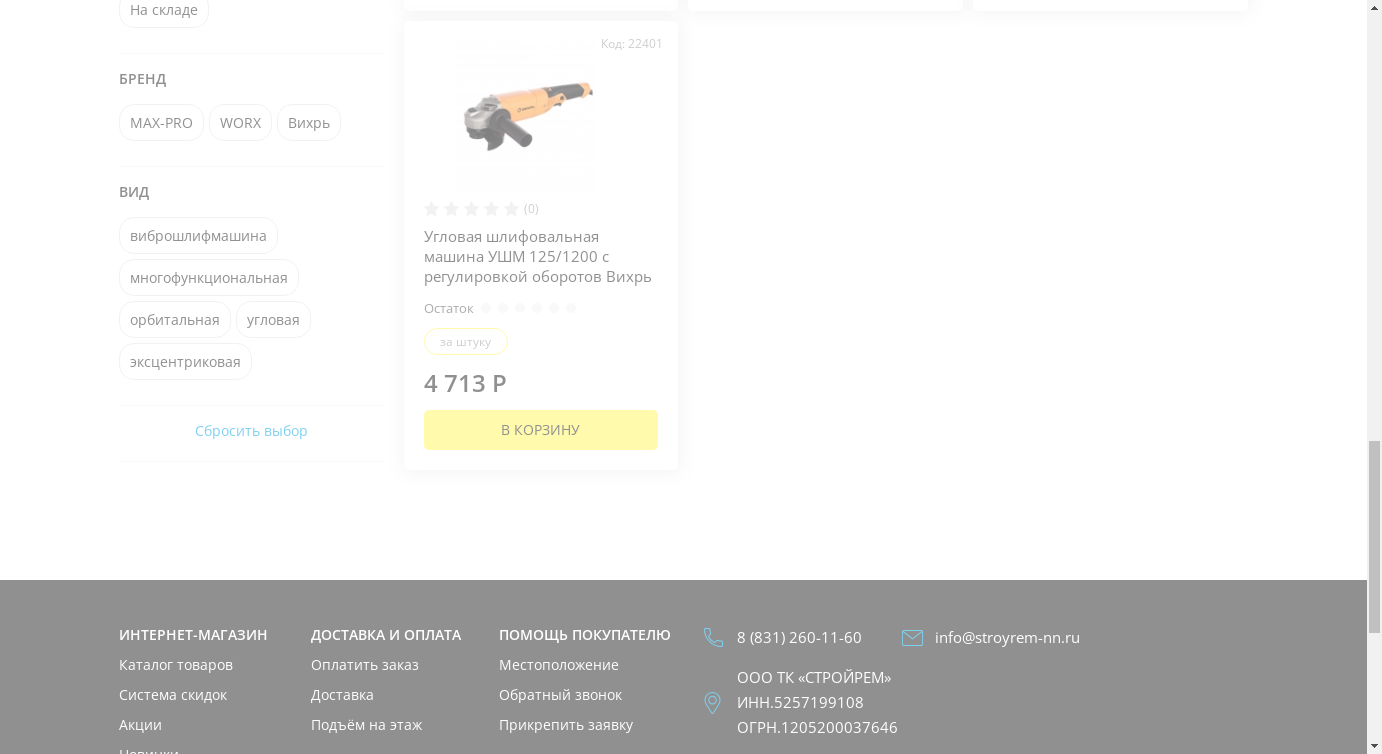 На складе
БРЕНД
MAX-PRO
WORX
Вихрь
ВИД
виброшлифмашина
многофункциональная
орбитальная
угловая
эксцентриковая
Сбросить выбор
Код: 22401
(0)
Угловая шлифовальная
машина УШМ 125/1200 с
регулировкой оборотов Вихрь
Остаток
за штуку
4 713 Р
В КОРЗИНУ
ИНТЕРНЕТ-МАГАЗИН
Каталог товаров
Система скидок
Акции
Новинки
ДОСТАВКА И ОПЛАТА
Оплатить заказ
Доставка
Подъём на этаж
ПОМОЩЬ ПОКУПАТЕЛЮ
Местоположение
Обратный звонок
Прикрепить заявку
8 (831) 260-11-60
info@stroyrem-nn.ru
ООО ТК «СТРОЙРЕМ»
ИНН.5257199108
ОГРН.1205200037646